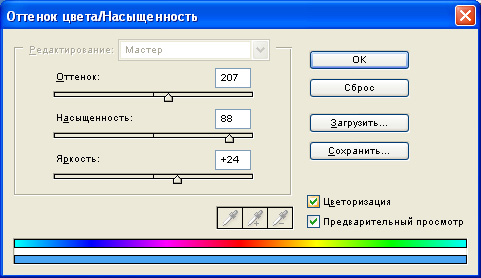 Оттенок цвета/Насыщенность
Редактирование: Мастер
Оттенок: 207
Насыщенность: 88
Яркость: +24
OK
Сброс
Загрузить...
Сохранить...
Цветоризация
Предварительный просмотр